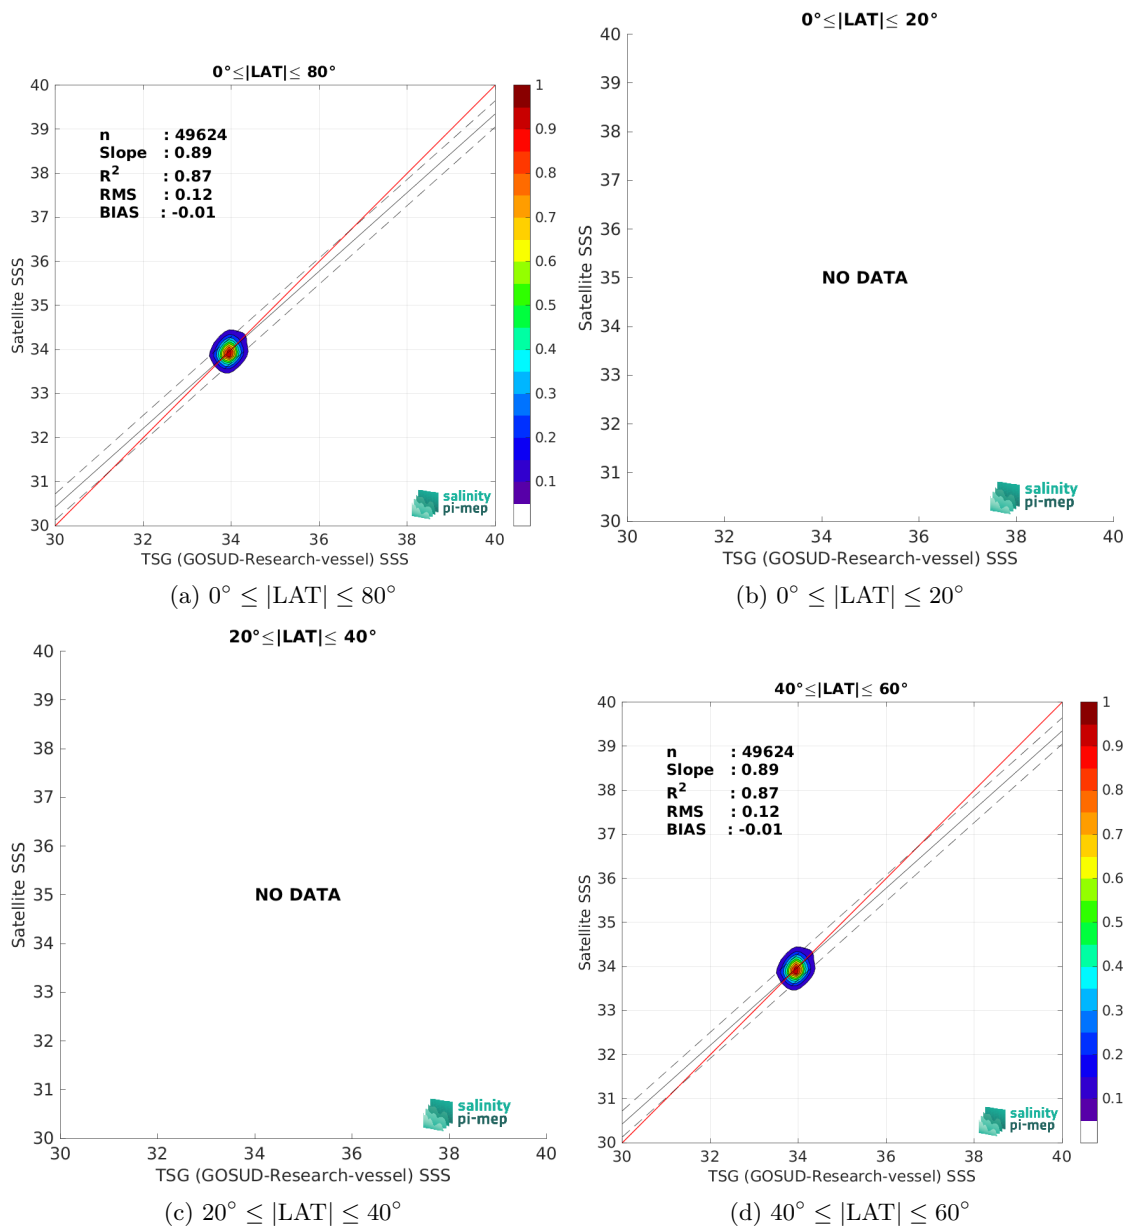 0°≤|LAT|≤ 80°
n : 49624
Slope : 0.89
R² : 0.87
RMS : 0.12
BIAS : -0.01
Satellite SSS
40
39
38
37
36
35
34
33
32
31
30
30 32 34 36 38 40
TSG (GOSUD-Research-vessel) SSS
1
0.9
0.8
0.7
0.6
0.5
0.4
0.3
0.2
0.1
salinity
pi-mep
(a) 0° ≤ |LAT| ≤ 80°
0°≤|LAT|≤ 20°
Satellite SSS
40
39
38
37
36
35
34
33
32
31
30
NO DATA
salinity
pi-mep
30 32 34 36 38 40
TSG (GOSUD-Research-vessel) SSS
(b) 0° ≤ |LAT| ≤ 20°
20°≤|LAT|≤ 40°
Satellite SSS
40
39
38
37
36
35
34
33
32
31
30
NO DATA
salinity
pi-mep
30 32 34 36 38 40
TSG (GOSUD-Research-vessel) SSS
(c) 20° ≤ |LAT| ≤ 40°
40°≤|LAT|≤ 60°
n : 49624
Slope : 0.89
R² : 0.87
RMS : 0.12
BIAS : -0.01
Satellite SSS
40
39
38
37
36
35
34
33
32
31
30
30 32 34 36 38 40
TSG (GOSUD-Research-vessel) SSS
1
0.9
0.8
0.7
0.6
0.5
0.4
0.3
0.2
0.1
salinity
pi-mep
(d) 40° ≤ |LAT| ≤ 60°